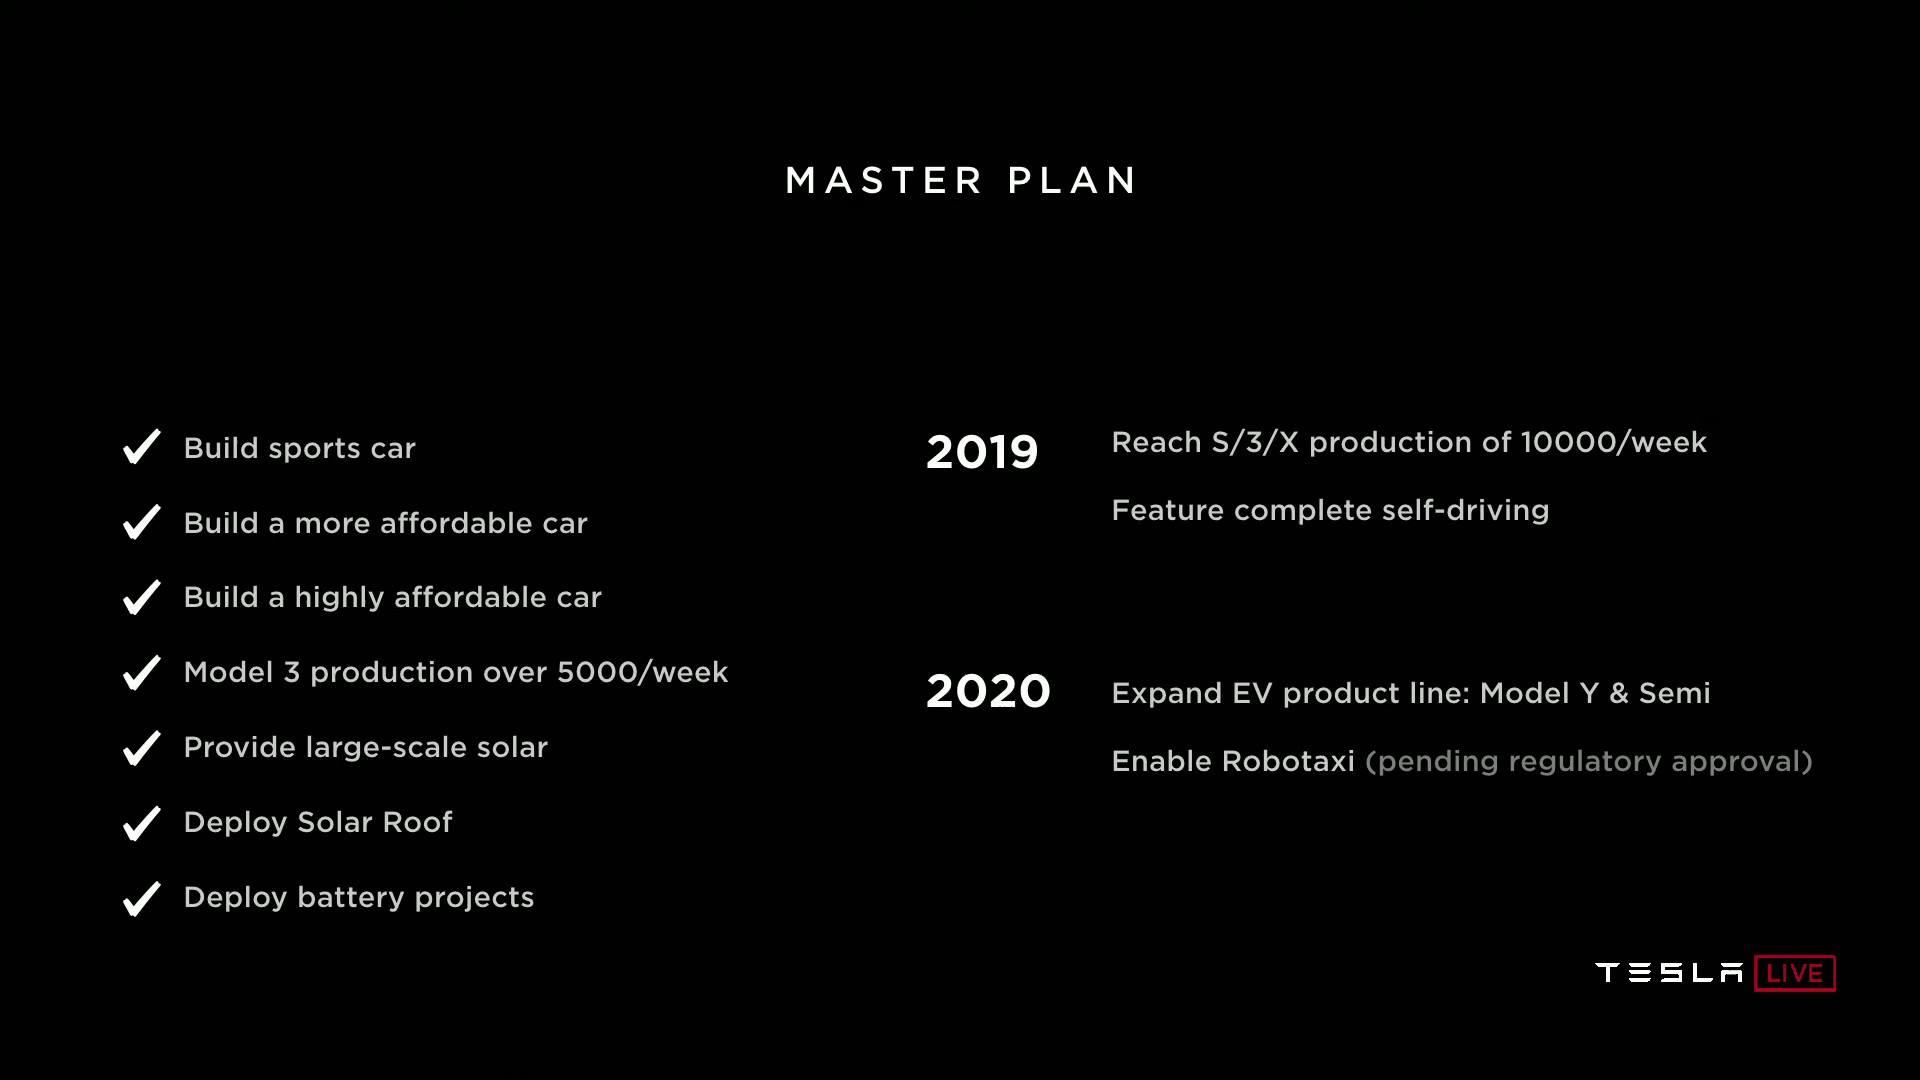 MASTER PLAN
Build sports car
Build a more affordable car
Build a highly affordable car
Model 3 production over 5000/week
Provide large-scale solar
Deploy Solar Roof
Deploy battery projects
2019
Reach S/3/X production of 10000/week
Feature complete self-driving
2020
Expand EV product line: Model Y & Semi
Enable Robotaxi (pending regulatory approval)
TESLA LIVE